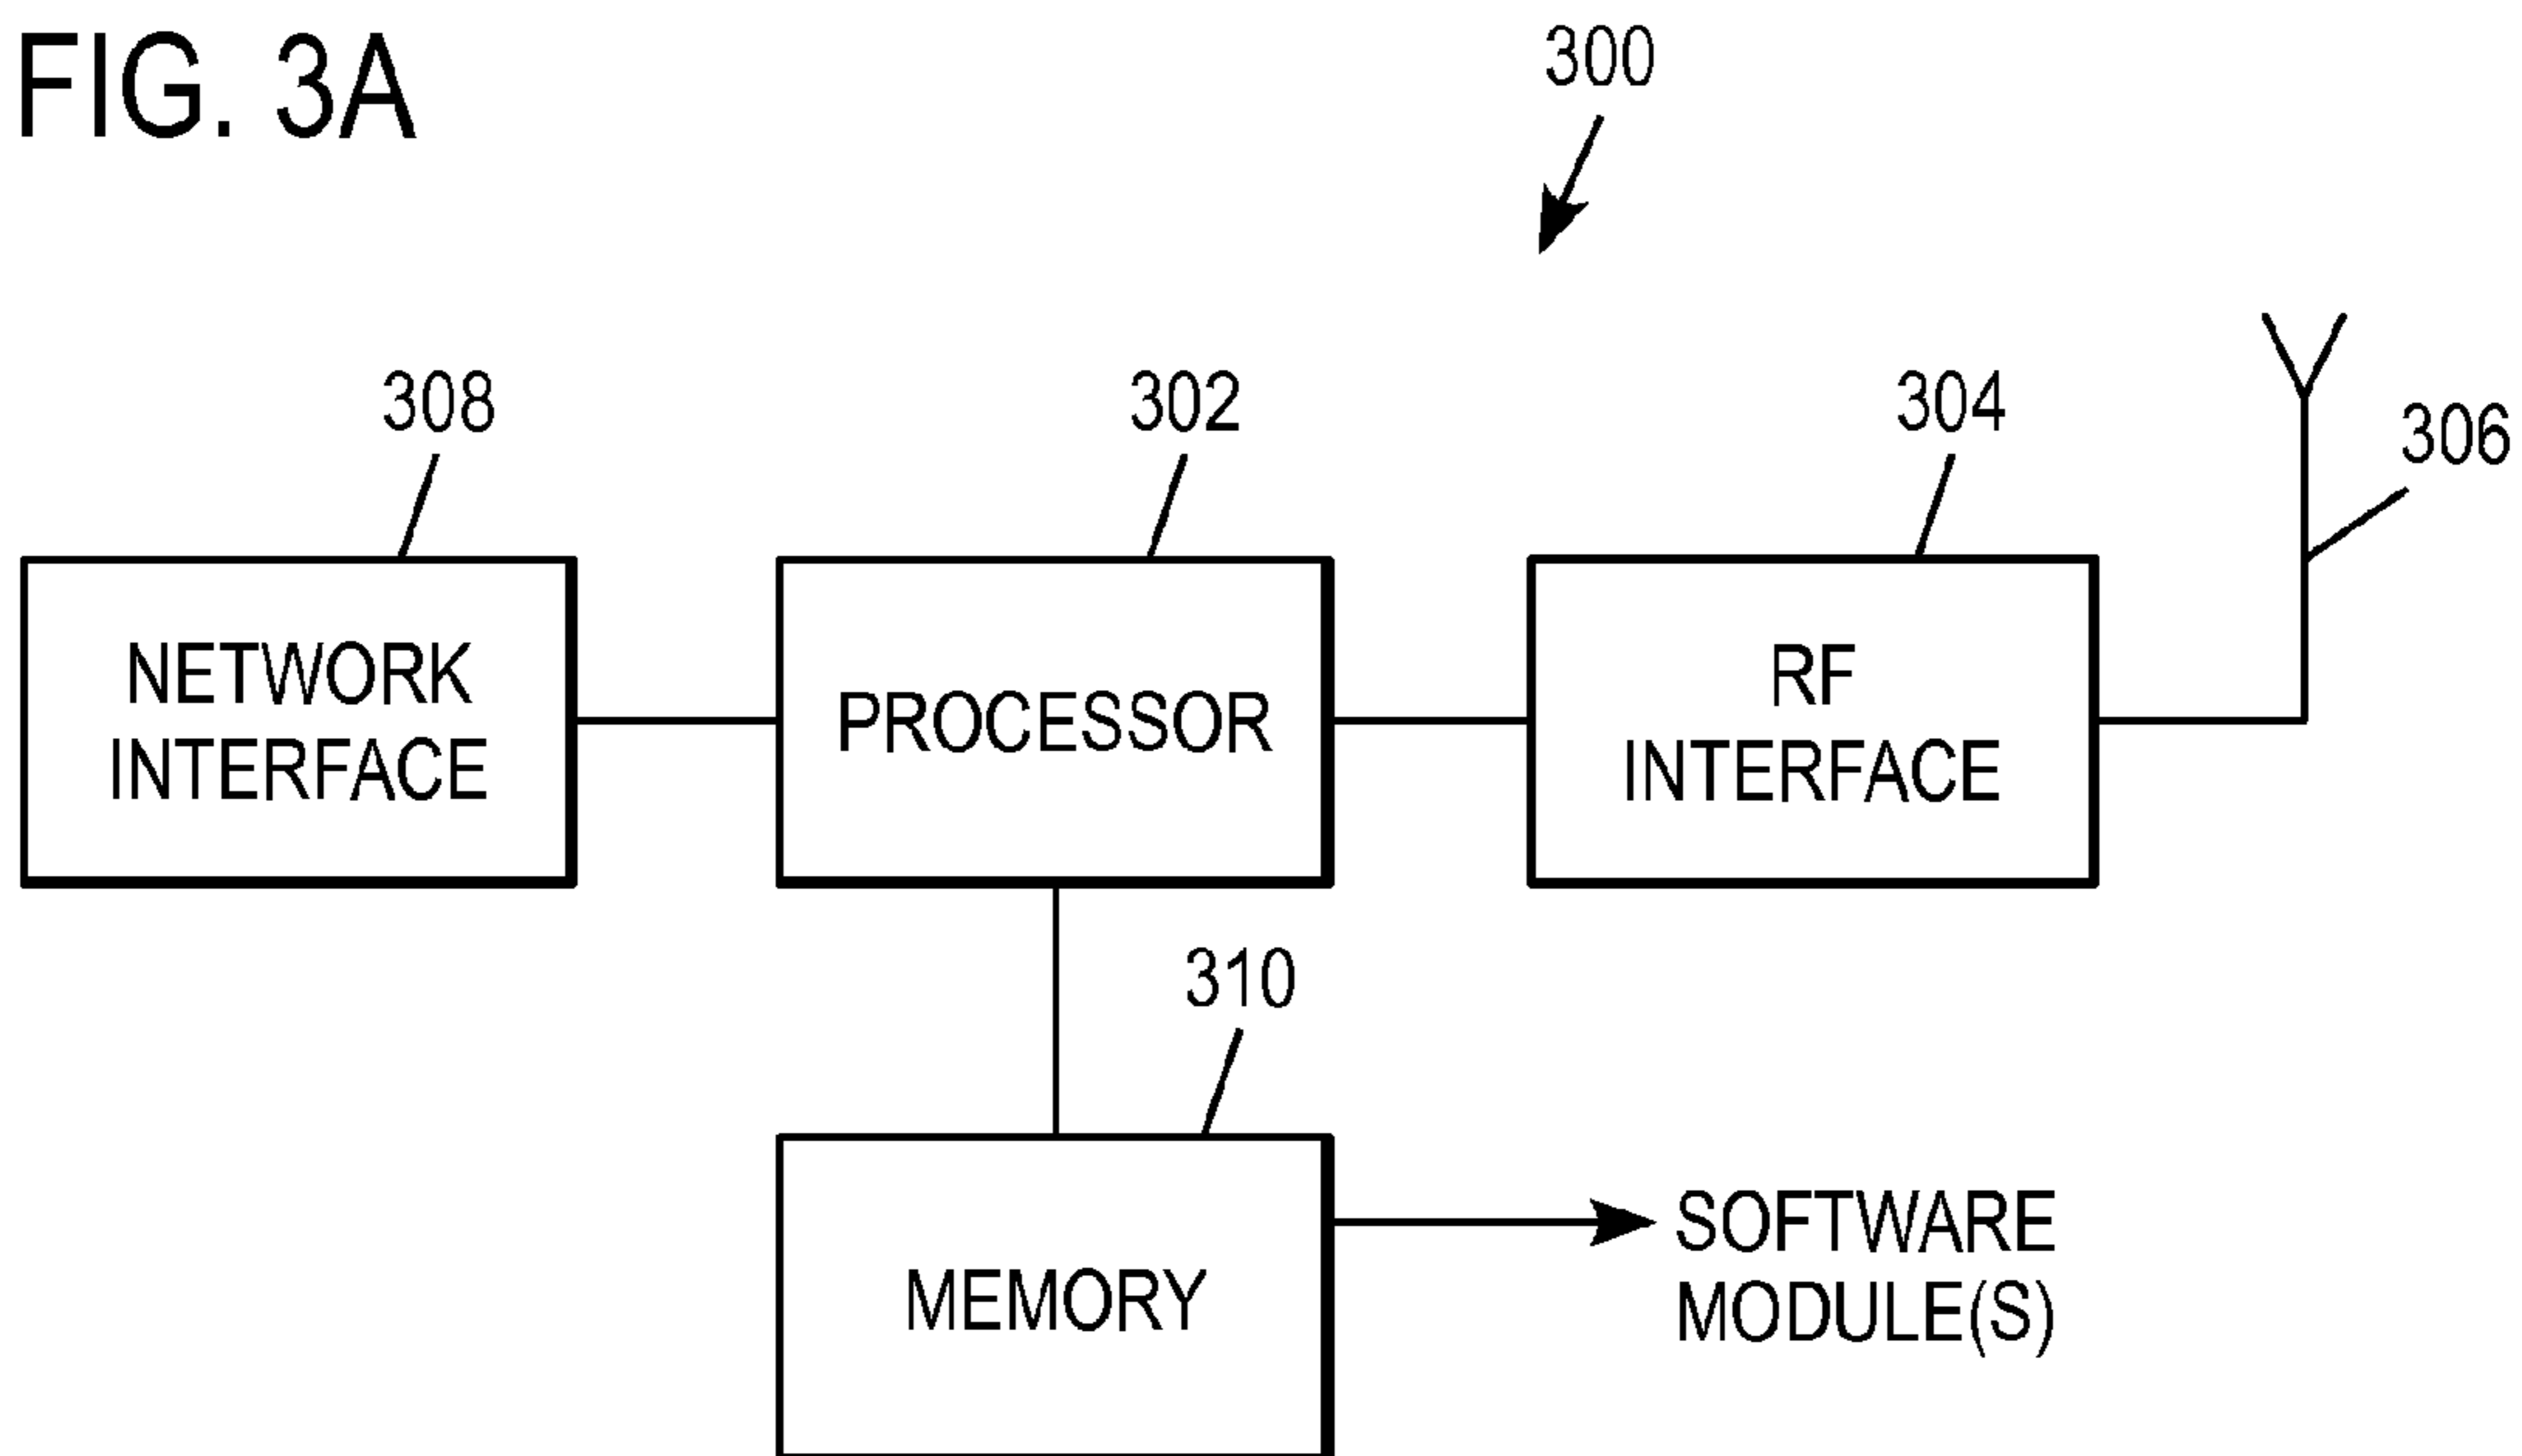 FIG. 3A
300
308
302
304
306
NETWORK
INTERFACE
PROCESSOR
RF
INTERFACE
310
MEMORY
SOFTWARE
MODULE(S)